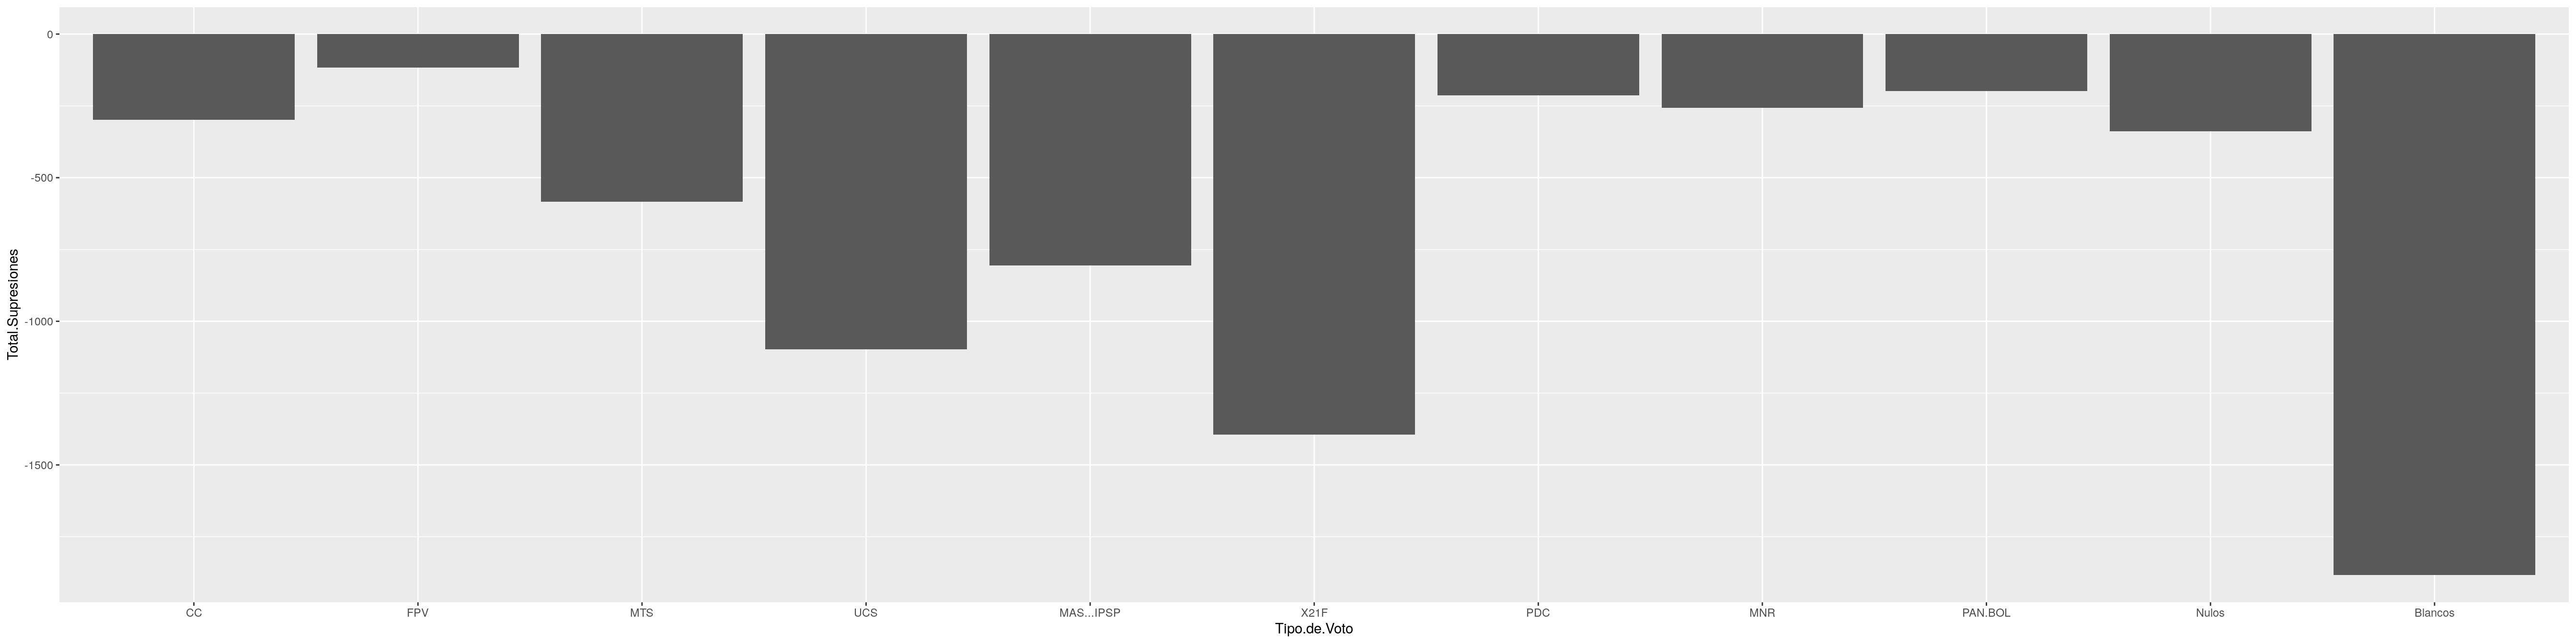 Total.Supresiones
0
-500
-1000
-1500
CC FPV MTS UCS MAS...IPSP X21F PDC MNR PAN.BOL Nulos Blancos
Tipo.de.Voto